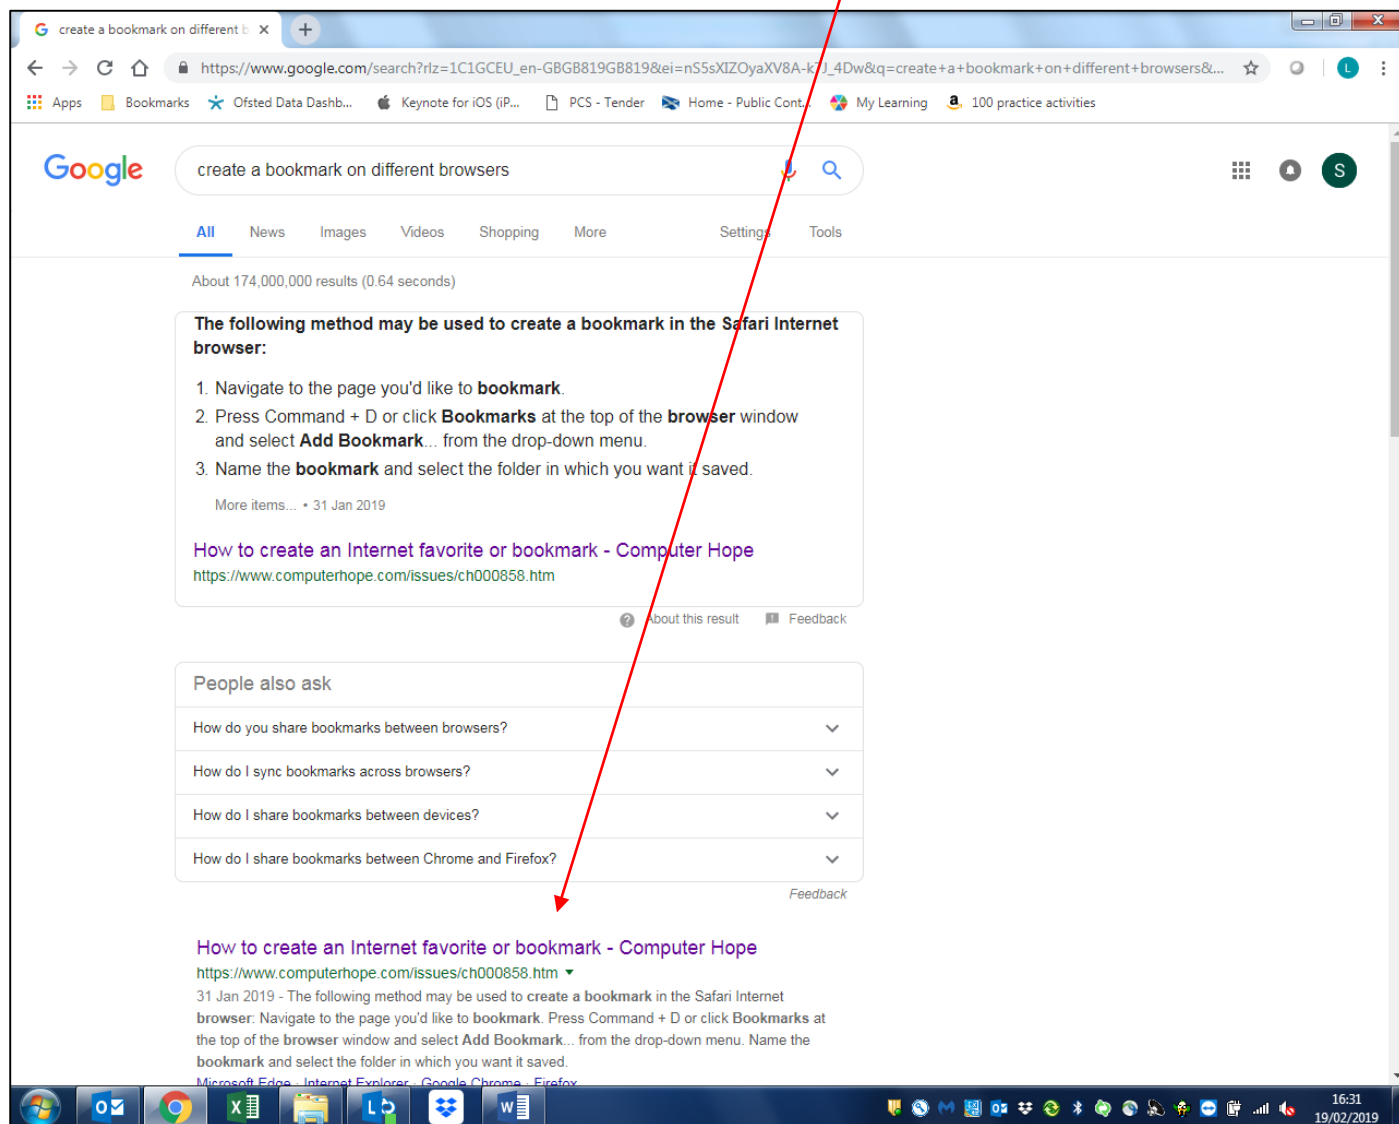 create a bookmark on different b
https://www.google.com/search?rlz=1C1GCEU_en-GBGB819GB819&ei=nS5sXIZOyaXV8A- _4Dw&q=create+a+bookmark+on+different+browsers&...
L
Apps Bookmarks Ofsted Data Dashb... Keynote for iOS (iP... PCS - Tender Home - Public Cont... My Learning 100 practice activities
Google create a bookmark on different browsers S
All News Images Videos Shopping More Settings Tools
About 174,000,000 results (0.64 seconds)
The following method may be used to create a bookmark in the Safari Internet
browser:
1. Navigate to the page you'd like to bookmark.
2. Press Command + D or click Bookmarks at the top of the browser window
and select Add Bookmark... from the drop-down menu.
3. Name the bookmark and select the folder in which you want it saved.
More items... • 31 Jan 2019
How to create an Internet favorite or bookmark - Computer Hope
https://www.computerhope.com/issues/ch000858.htm
About this result Feedback
People also ask
How do you share bookmarks between browsers?
How do I sync bookmarks across browsers?
How do I share bookmarks between devices?
How do I share bookmarks between Chrome and Firefox?
Feedback
How to create an Internet favorite or bookmark - Computer Hope
https://www.computerhope.com/issues/ch000858.htm
31 Jan 2019 - The following method may be used to create a bookmark in the Safari Internet
browser: Navigate to the page you'd like to bookmark. Press Command + D or click Bookmarks at
the top of the browser window and select Add Bookmark... from the drop-down menu. Name the
bookmark and select the folder in which you want it saved.
Microsoft Edge · Internet Explorer · Google Chrome · Firefox
16:31
19/02/2019